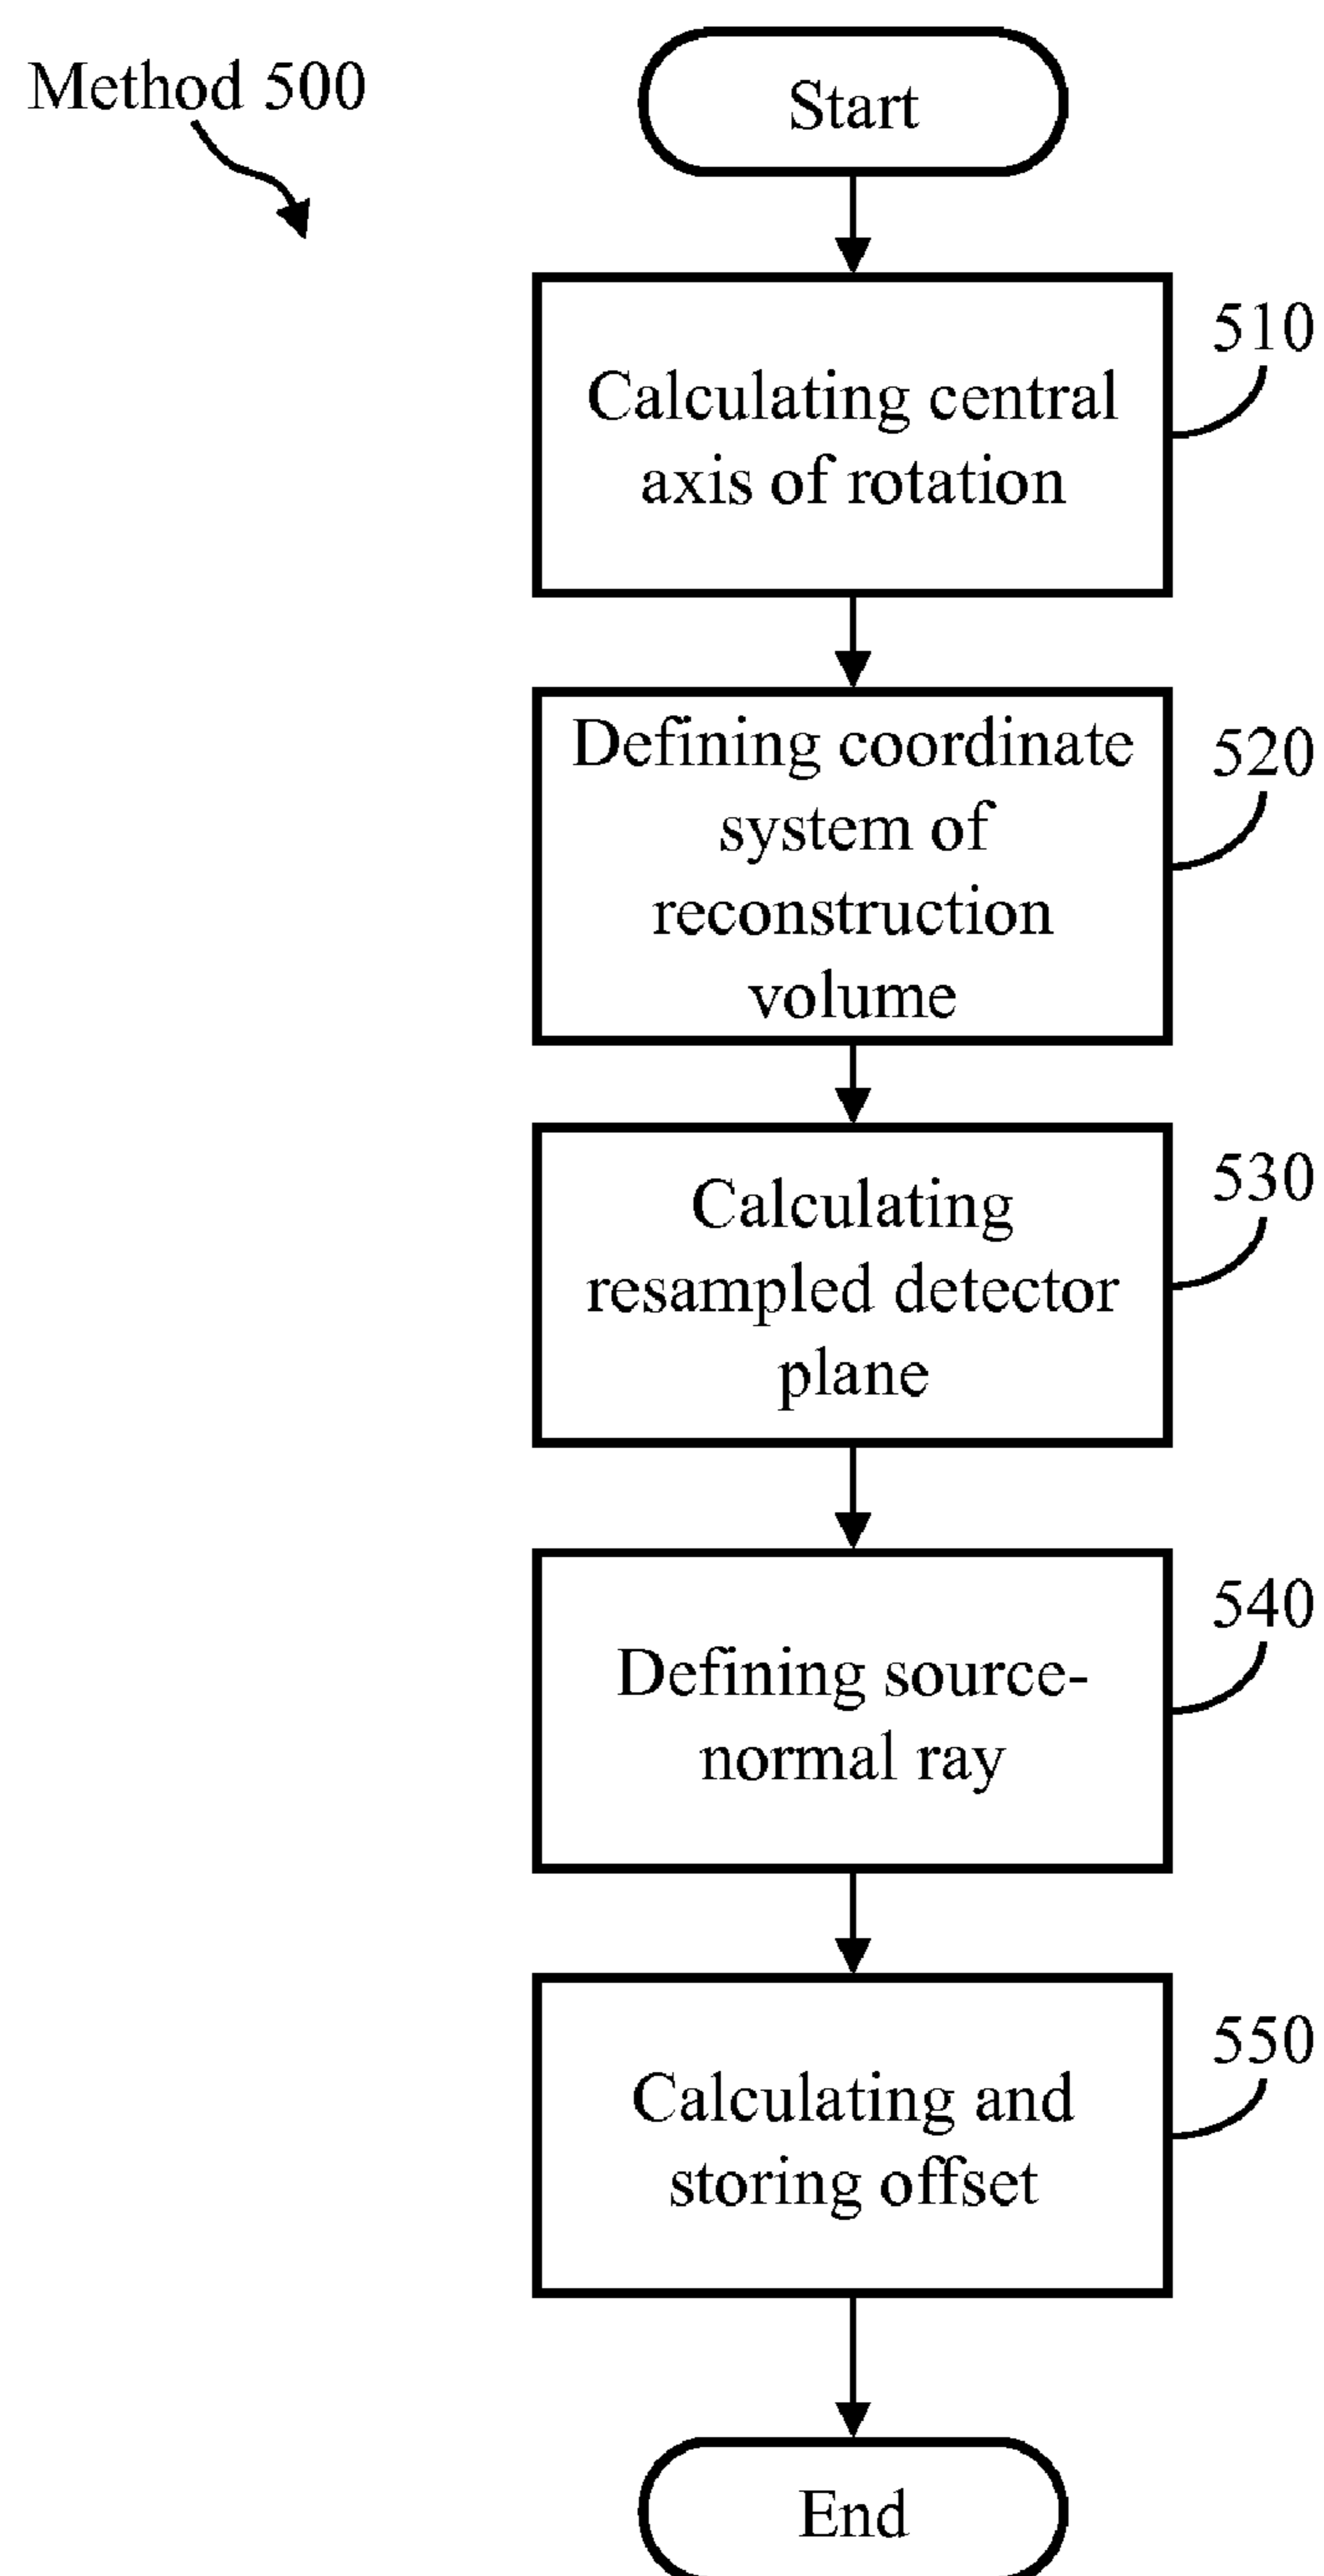 Method 500
Start
510
Calculating central
axis of rotation
520
Defining coordinate
system of
reconstruction
volume
530
Calculating
resampled detector
plane
540
Defining source-
normal ray
550
Calculating and
storing offset
End